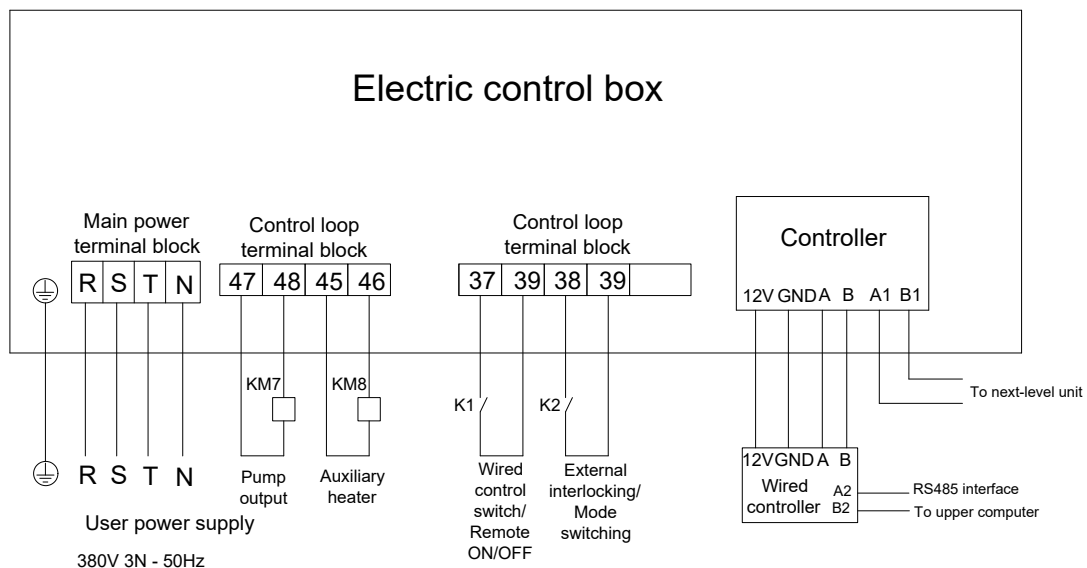 Electric control box
Main power
terminal block
R S T N
Control loop
terminal block
47 48 45 46
Control loop
terminal block
37 39 38 39
Controller
12V GND A B A1 B1
KM7
KM8
K1
K2
To next-level unit
R S T N
User power supply
380V 3N - 50Hz
Pump
output
Auxiliary
heater
Wired
control
switch/
Remote
ON/OFF
External
interlocking/
Mode
switching
12V GND A B
Wired
controller
A2
B2
RS485 interface
To upper computer